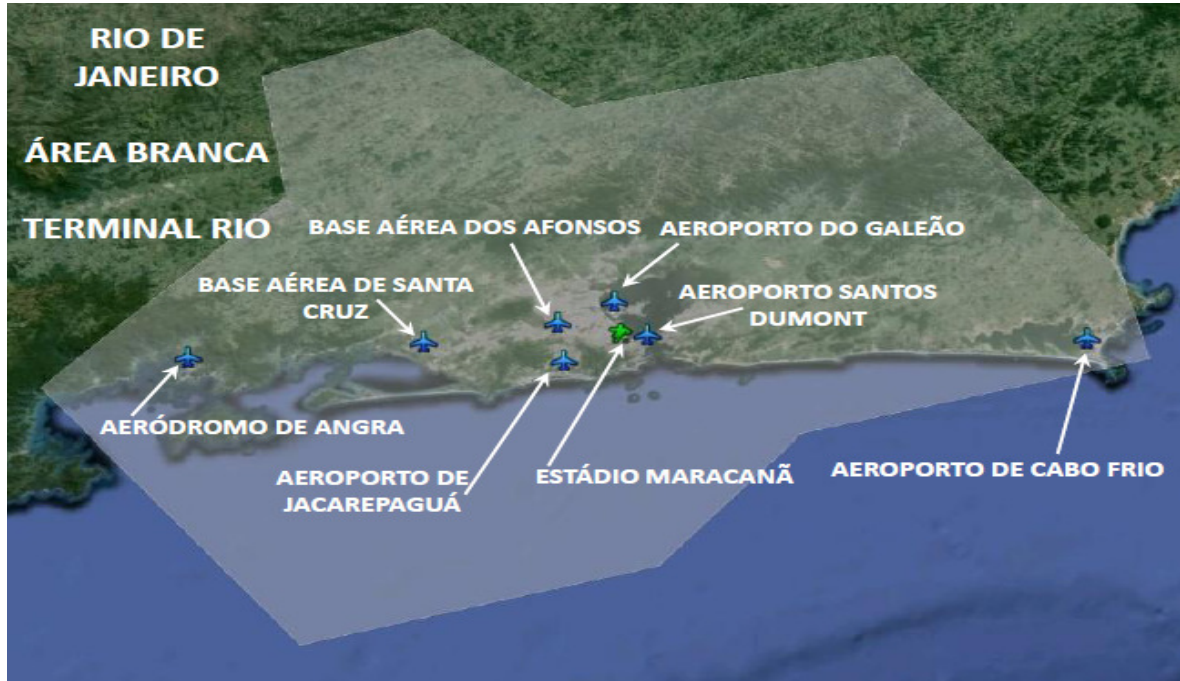 RIO DE
JANEIRO
ÁREA BRANCA
TERMINAL RIO
BASE AÉREA DOS AFONSOS
AEROPORTO DO GALEÃO
BASE AÉREA DE SANTA
CRUZ
AEROPORTO SANTOS
DUMONT
AERÓDROMO DE ANGRA
AEROPORTO DE
JACAREPAGUÁ
ESTÁDIO MARACANÃ
AEROPORTO DE CABO FRIO